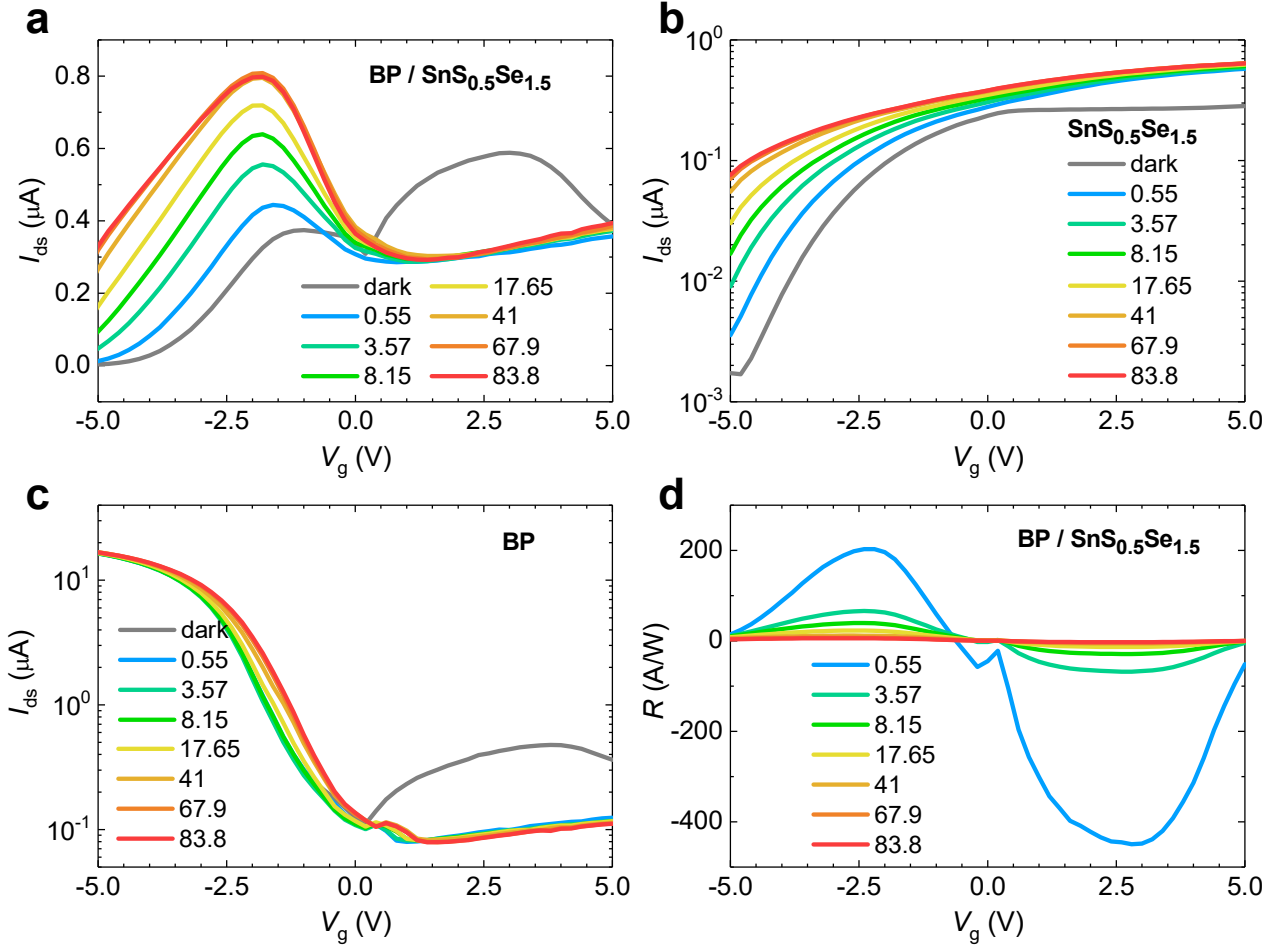 a
BP / SnS0.5Se1.5
0.8
0.6
0.4
0.2
0.0
Ids (μA)
dark
0.55
3.57
8.15
17.65
41
67.9
83.8
-5.0 -2.5 0.0 2.5 5.0
Vg (V)
b
10^0
10^-1
10^-2
10^-3
Ids (μA)
SnS0.5Se1.5
dark
0.55
3.57
8.15
17.65
41
67.9
83.8
-5.0 -2.5 0.0 2.5 5.0
Vg (V)
c
BP
10^1
10^0
10^-1
Ids (μA)
dark
0.55
3.57
8.15
17.65
41
67.9
83.8
-5.0 -2.5 0.0 2.5 5.0
Vg (V)
d
BP / SnS0.5Se1.5
200
0
-200
-400
R (A/W)
0.55
3.57
8.15
17.65
41
67.9
83.8
-5.0 -2.5 0.0 2.5 5.0
Vg (V)